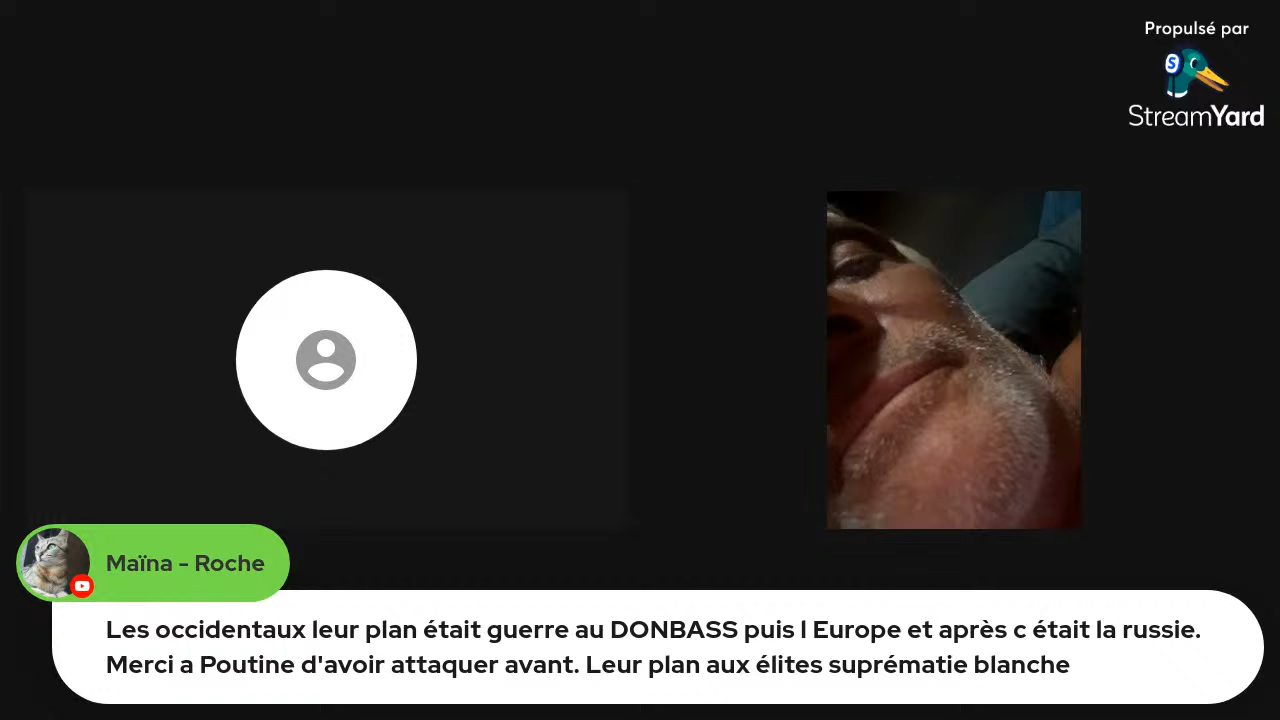 Propulsé par
StreamYard
Maïna - Roche
Les occidentaux leur plan était guerre au DONBASS puis l Europe et après c était la russie.
Merci a Poutine d'avoir attaquer avant. Leur plan aux élites suprématie blanche